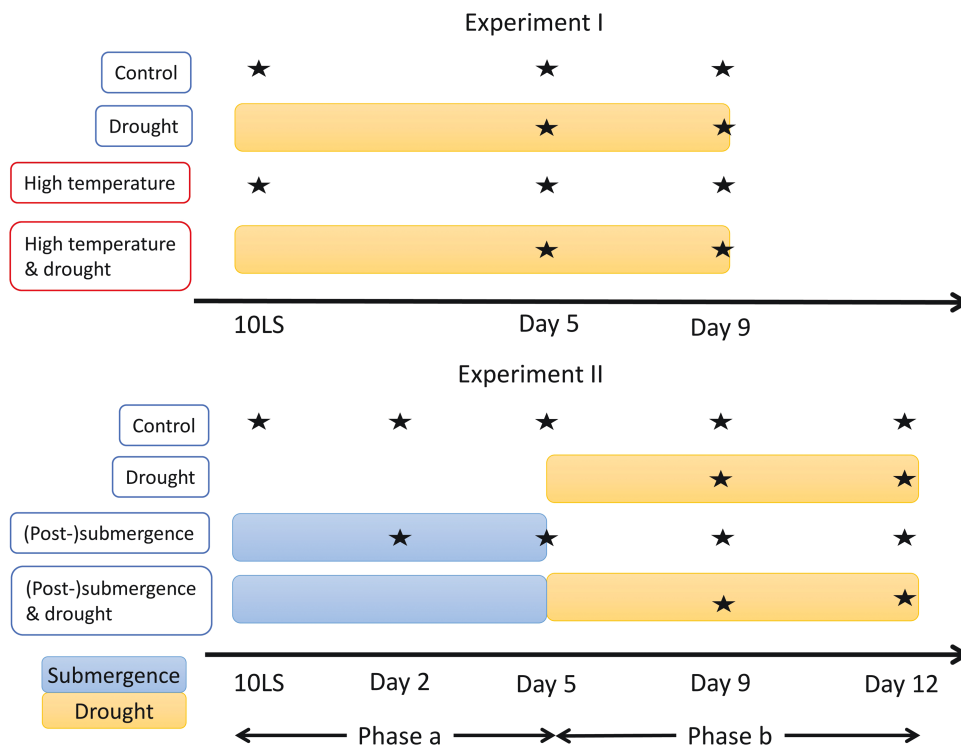 Experiment I
Control
Drought
High temperature
High temperature
& drought
10LS
Day 5
Day 9
Experiment II
Control
Drought
(Post-)submergence
(Post-)submergence
& drought
Submergence
Drought
10LS
Day 2
Day 5
Day 9
Day 12
Phase a
Phase b